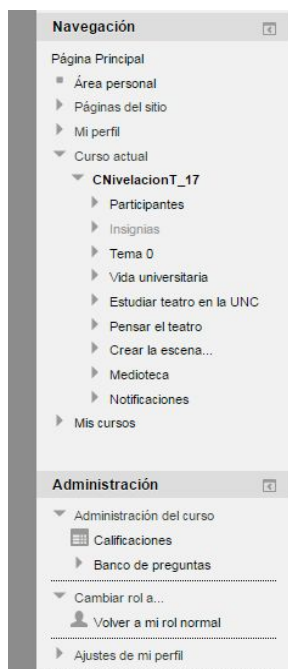 Navegación
Página Principal
Área personal
Páginas del sitio
Mi perfil
Curso actual
CNivelacionT_17
Participantes
Insignias
Tema 0
Vida universitaria
Estudiar teatro en la UNC
Pensar el teatro
Crear la escena...
Medioteca
Notificaciones
Mis cursos
Administración
Administración del curso
Calificaciones
Banco de preguntas
Cambiar rol a...
Volver a mi rol normal
Ajustes de mi perfil